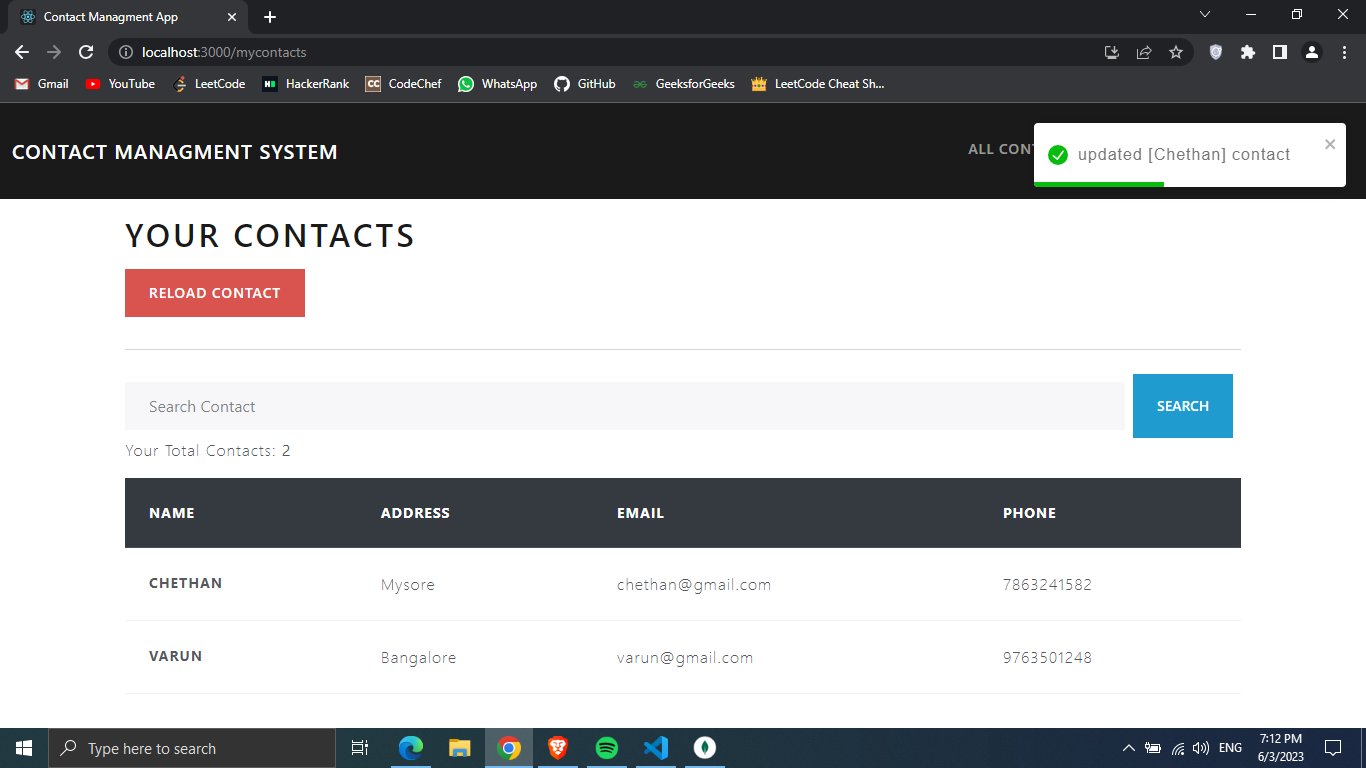 Contact Managment App
localhost:3000/mycontacts
Gmail YouTube LeetCode HackerRank CC CodeChef WhatsApp GitHub GeeksforGeeks LeetCode Cheat Sh...
CONTACT MANAGMENT SYSTEM
ALL CONT
updated [Chethan] contact
YOUR CONTACTS
RELOAD CONTACT
Search Contact
SEARCH
Your Total Contacts: 2
NAME ADDRESS EMAIL PHONE
CHETHAN Mysore chethan@gmail.com 7863241582
VARUN Bangalore varun@gmail.com 9763501248
Type here to search
ENG
7:12 PM
6/3/2023